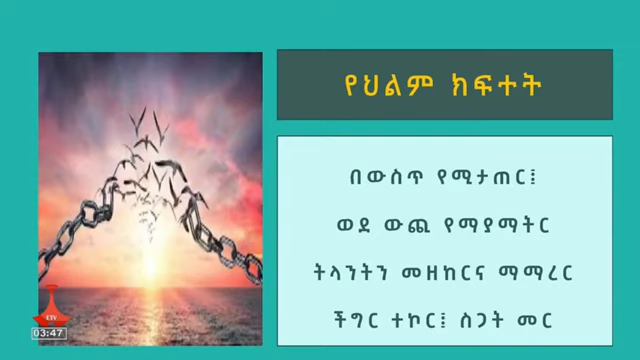 የህልም ክፍተት
በውስጥ የሚታጠር፤
ወደ ውጪ የማያማትር
ትላንትን መዘከርና ማማረር
ችግር ተኮር፤ ስጋት መር
ETV
03:47